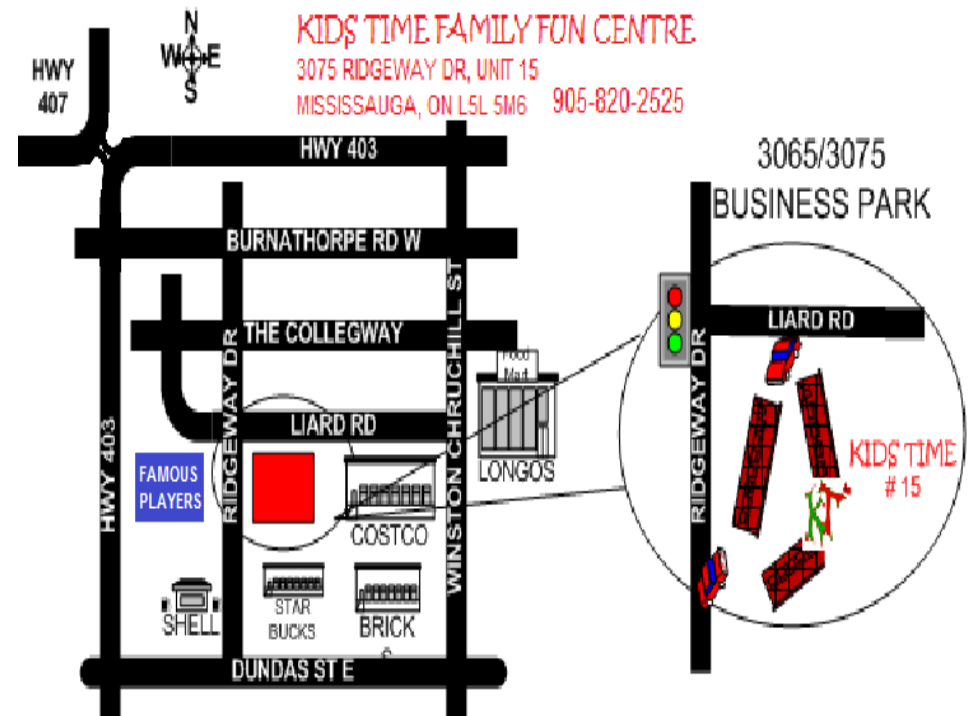 KIDS TIME FAMILY FUN CENTRE
3075 RIDGEWAY DR, UNIT 15
MISSISSAUGA, ON L5L 5M6 905-820-2525
N
W E
S
HWY
407
HWY 403
BURNATHORPE RD W
THE COLLEGWAY
LIARD RD
HWY 403
RIDGEWAY DR
WINSTON CHRUCHILL ST
FAMOUS
PLAYERS
Food
Mart
LONGOS
COSTCO
SHELL
STAR
BUCKS
BRICK
DUNDAS ST E
3065/3075
BUSINESS PARK
LIARD RD
RIDGEWAY DR
KIDS TIME
# 15
KT